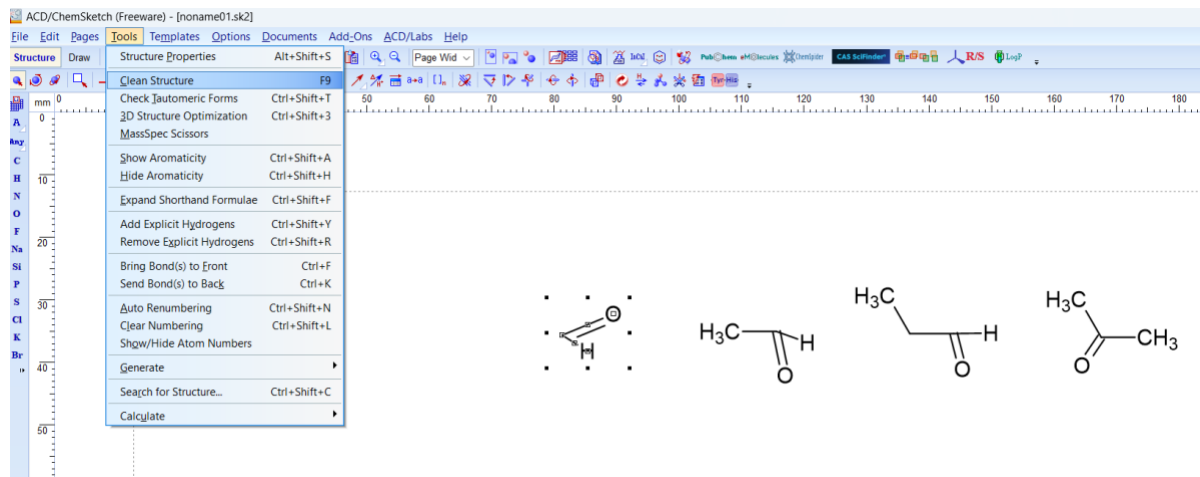 ACD/ChemSketch (Freeware) - [noname01.sk2]
File Edit Pages Tools Templates Options Documents Add-Ons ACD/Labs Help
Structure Draw
Page Wid
PubChem eMolecules ChemSpider CAS SciFinder R/S LogP
mm 0 50 60 70 80 90 100 110 120 130 140 150 160 170 180
Structure Properties Alt+Shift+S
Clean Structure F9
Check Tautomeric Forms Ctrl+Shift+T
3D Structure Optimization Ctrl+Shift+3
MassSpec Scissors
Show Aromaticity Ctrl+Shift+A
Hide Aromaticity Ctrl+Shift+H
Expand Shorthand Formulae Ctrl+Shift+F
Add Explicit Hydrogens Ctrl+Shift+Y
Remove Explicit Hydrogens Ctrl+Shift+R
Bring Bond(s) to Front Ctrl+F
Send Bond(s) to Back Ctrl+K
Auto Renumbering Ctrl+Shift+N
Clear Numbering Ctrl+Shift+L
Show/Hide Atom Numbers
Generate
Search for Structure... Ctrl+Shift+C
Calculate
A
Any
C
H
N
O
F
Na
Si
P
S
Cl
K
Br
0
10
20
30
40
50
O
H
H₃C
H
O
H₃C
H
O
H₃C
CH₃
O